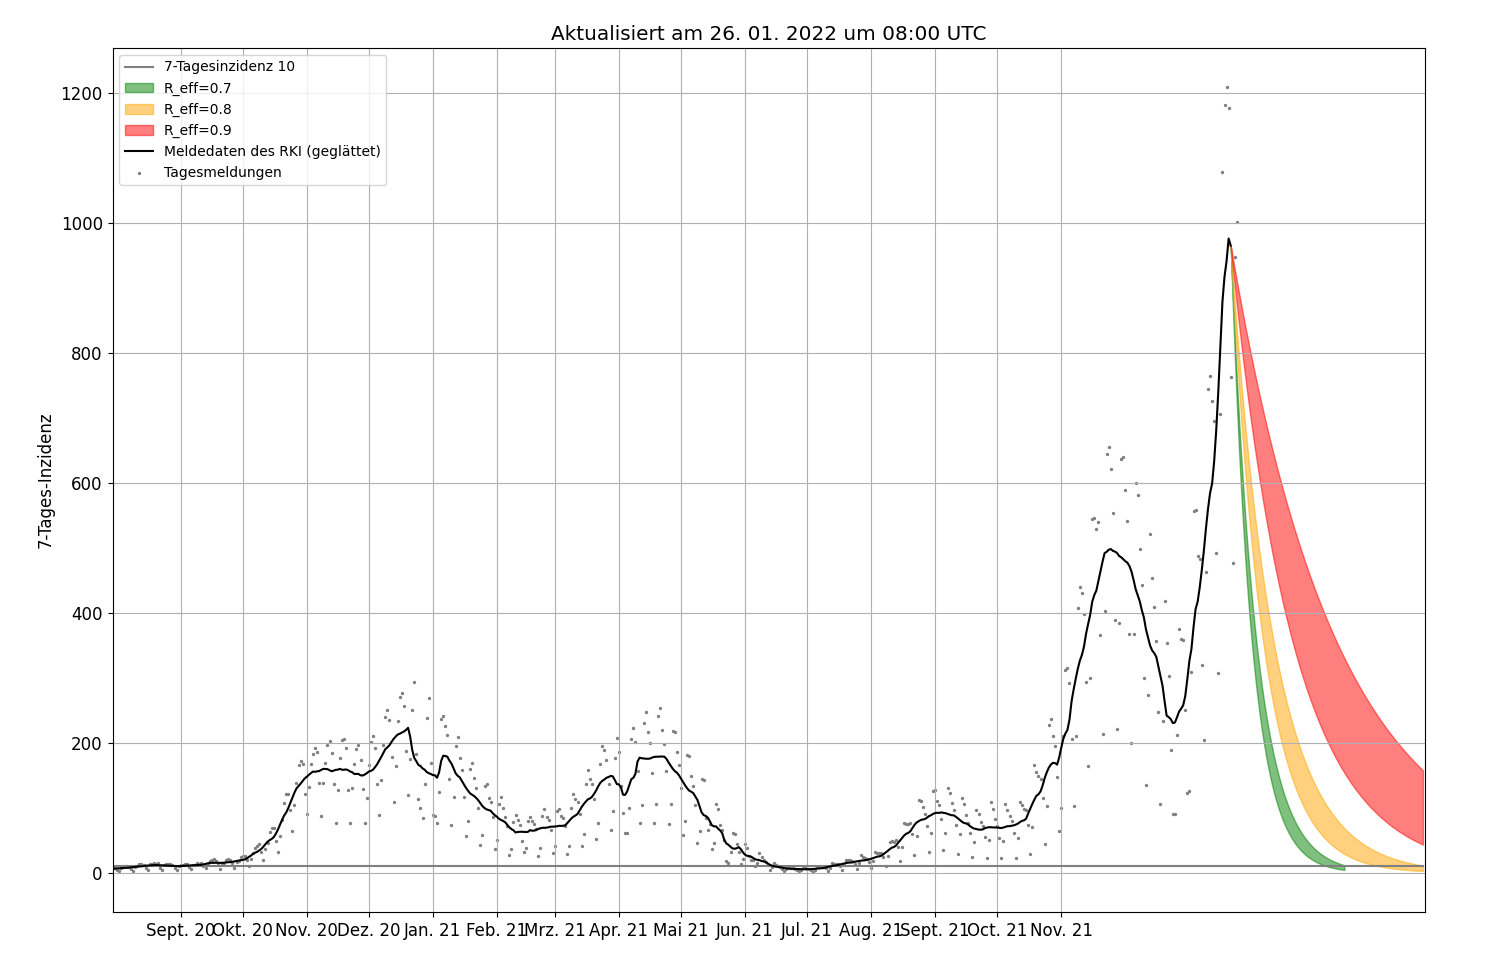 Aktualisiert am 26. 01. 2022 um 08:00 UTC
7-Tagesinzidenz 10
R_eff=0.7
R_eff=0.8
R_eff=0.9
Meldedaten des RKI (geglättet)
Tagesmeldungen
7-Tages-Inzidenz
1200
1000
800
600
400
200
0
Sept. 20 Okt. 20 Nov. 20 Dez. 20 Jan. 21 Feb. 21 Mrz. 21 Apr. 21 Mai 21 Jun. 21 Jul. 21 Aug. 21 Sept. 21 Oct. 21 Nov. 21